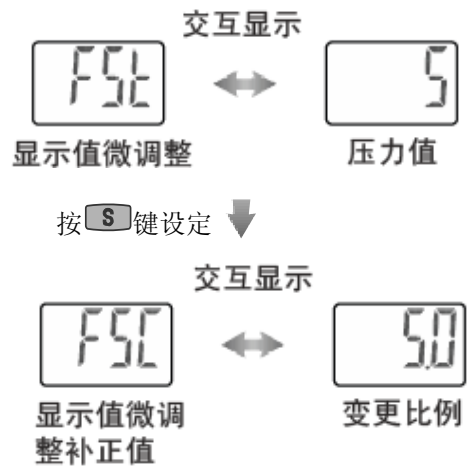 交互显示
FSt
5
显示值微调整
压力值
按 S 键设定
交互显示
FSC
5.0
显示值微调
整补正值
变更比例